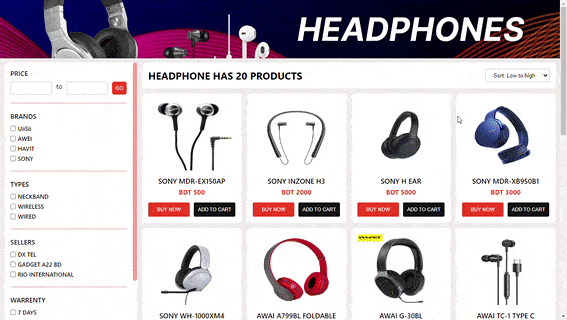 HEADPHONES
PRICE
to
GO
BRANDS
UiiSii
AWEI
HAVIT
SONY
TYPES
NECKBAND
WIRELESS
WIRED
SELLERS
DX TEL
GADGET A22 BD
RIO INTERNATIONAL
WARRENTY
7 DAYS
HEADPHONE HAS 20 PRODUCTS
Sort: Low to high
SONY MDR-EX150AP
BDT 500
BUY NOW
ADD TO CART
SONY INZONE H3
BDT 2000
BUY NOW
ADD TO CART
SONY H EAR
BDT 5000
BUY NOW
ADD TO CART
SONY MDR-XB950B1
BDT 3000
BUY NOW
ADD TO CART
SONY WH-1000XM4
AWAI A799BL FOLDABLE
AWAI G-30BL
AWAI TC-1 TYPE C